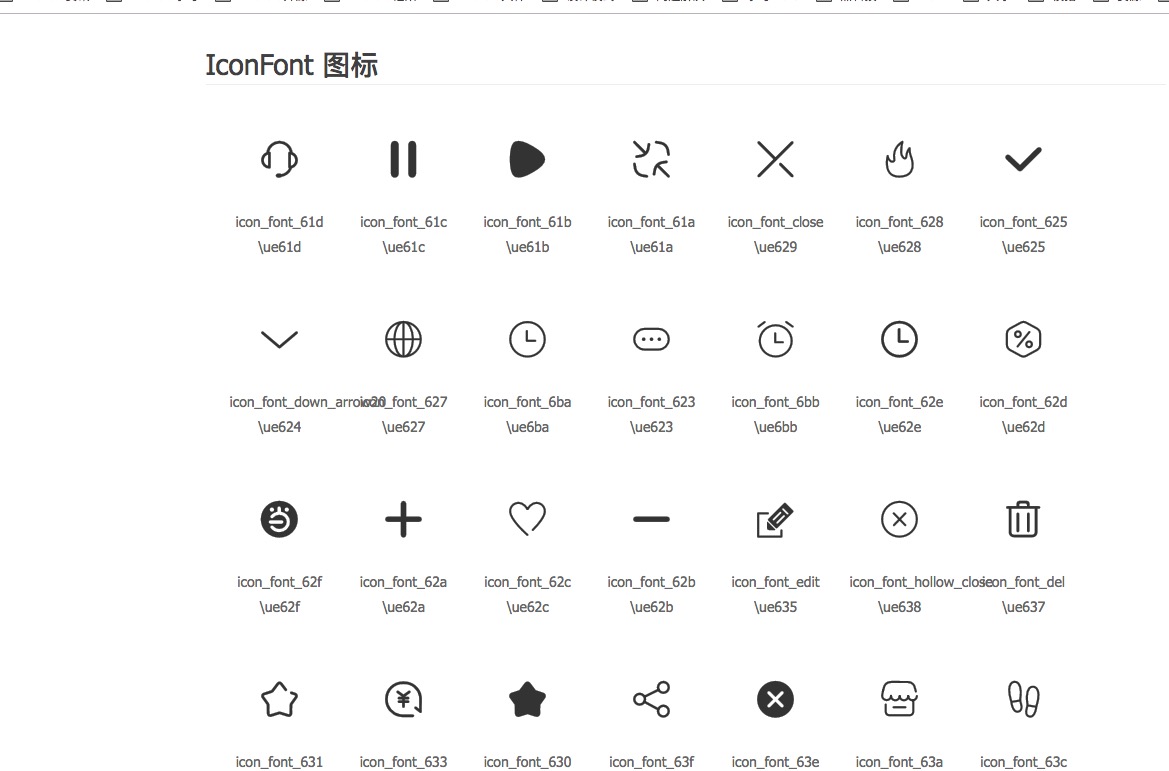 IconFont 图标
icon_font_61d icon_font_61c icon_font_61b icon_font_61a icon_font_close icon_font_628 icon_font_625
\ue61d \ue61c \ue61b \ue61a \ue629 \ue628 \ue625
icon_font_down_arrow20 icon_font_627 icon_font_6ba icon_font_623 icon_font_6bb icon_font_62e icon_font_62d
\ue624 \ue627 \ue6ba \ue623 \ue6bb \ue62e \ue62d
icon_font_62f icon_font_62a icon_font_62c icon_font_62b icon_font_edit icon_font_hollow_close icon_font_del
\ue62f \ue62a \ue62c \ue62b \ue635 \ue638 \ue637
icon_font_631 icon_font_633 icon_font_630 icon_font_63f icon_font_63e icon_font_63a icon_font_63c